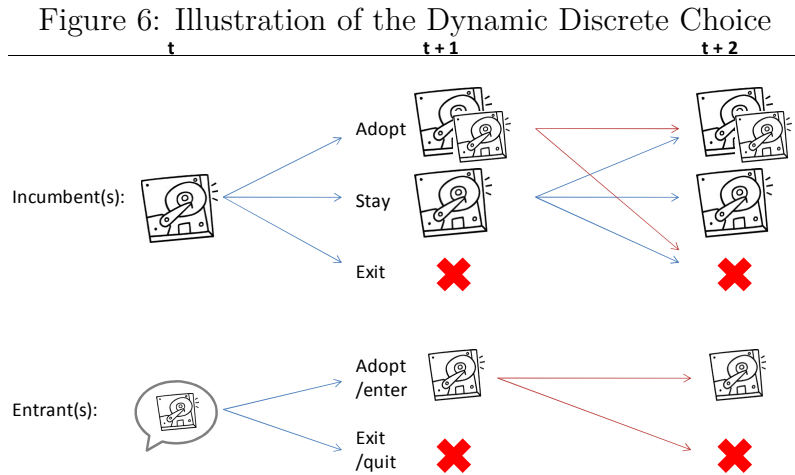 Figure 6: Illustration of the Dynamic Discrete Choice
t
t + 1
t + 2
Incumbent(s):
Adopt
Stay
Exit
Entrant(s):
Adopt
/enter
Exit
/quit